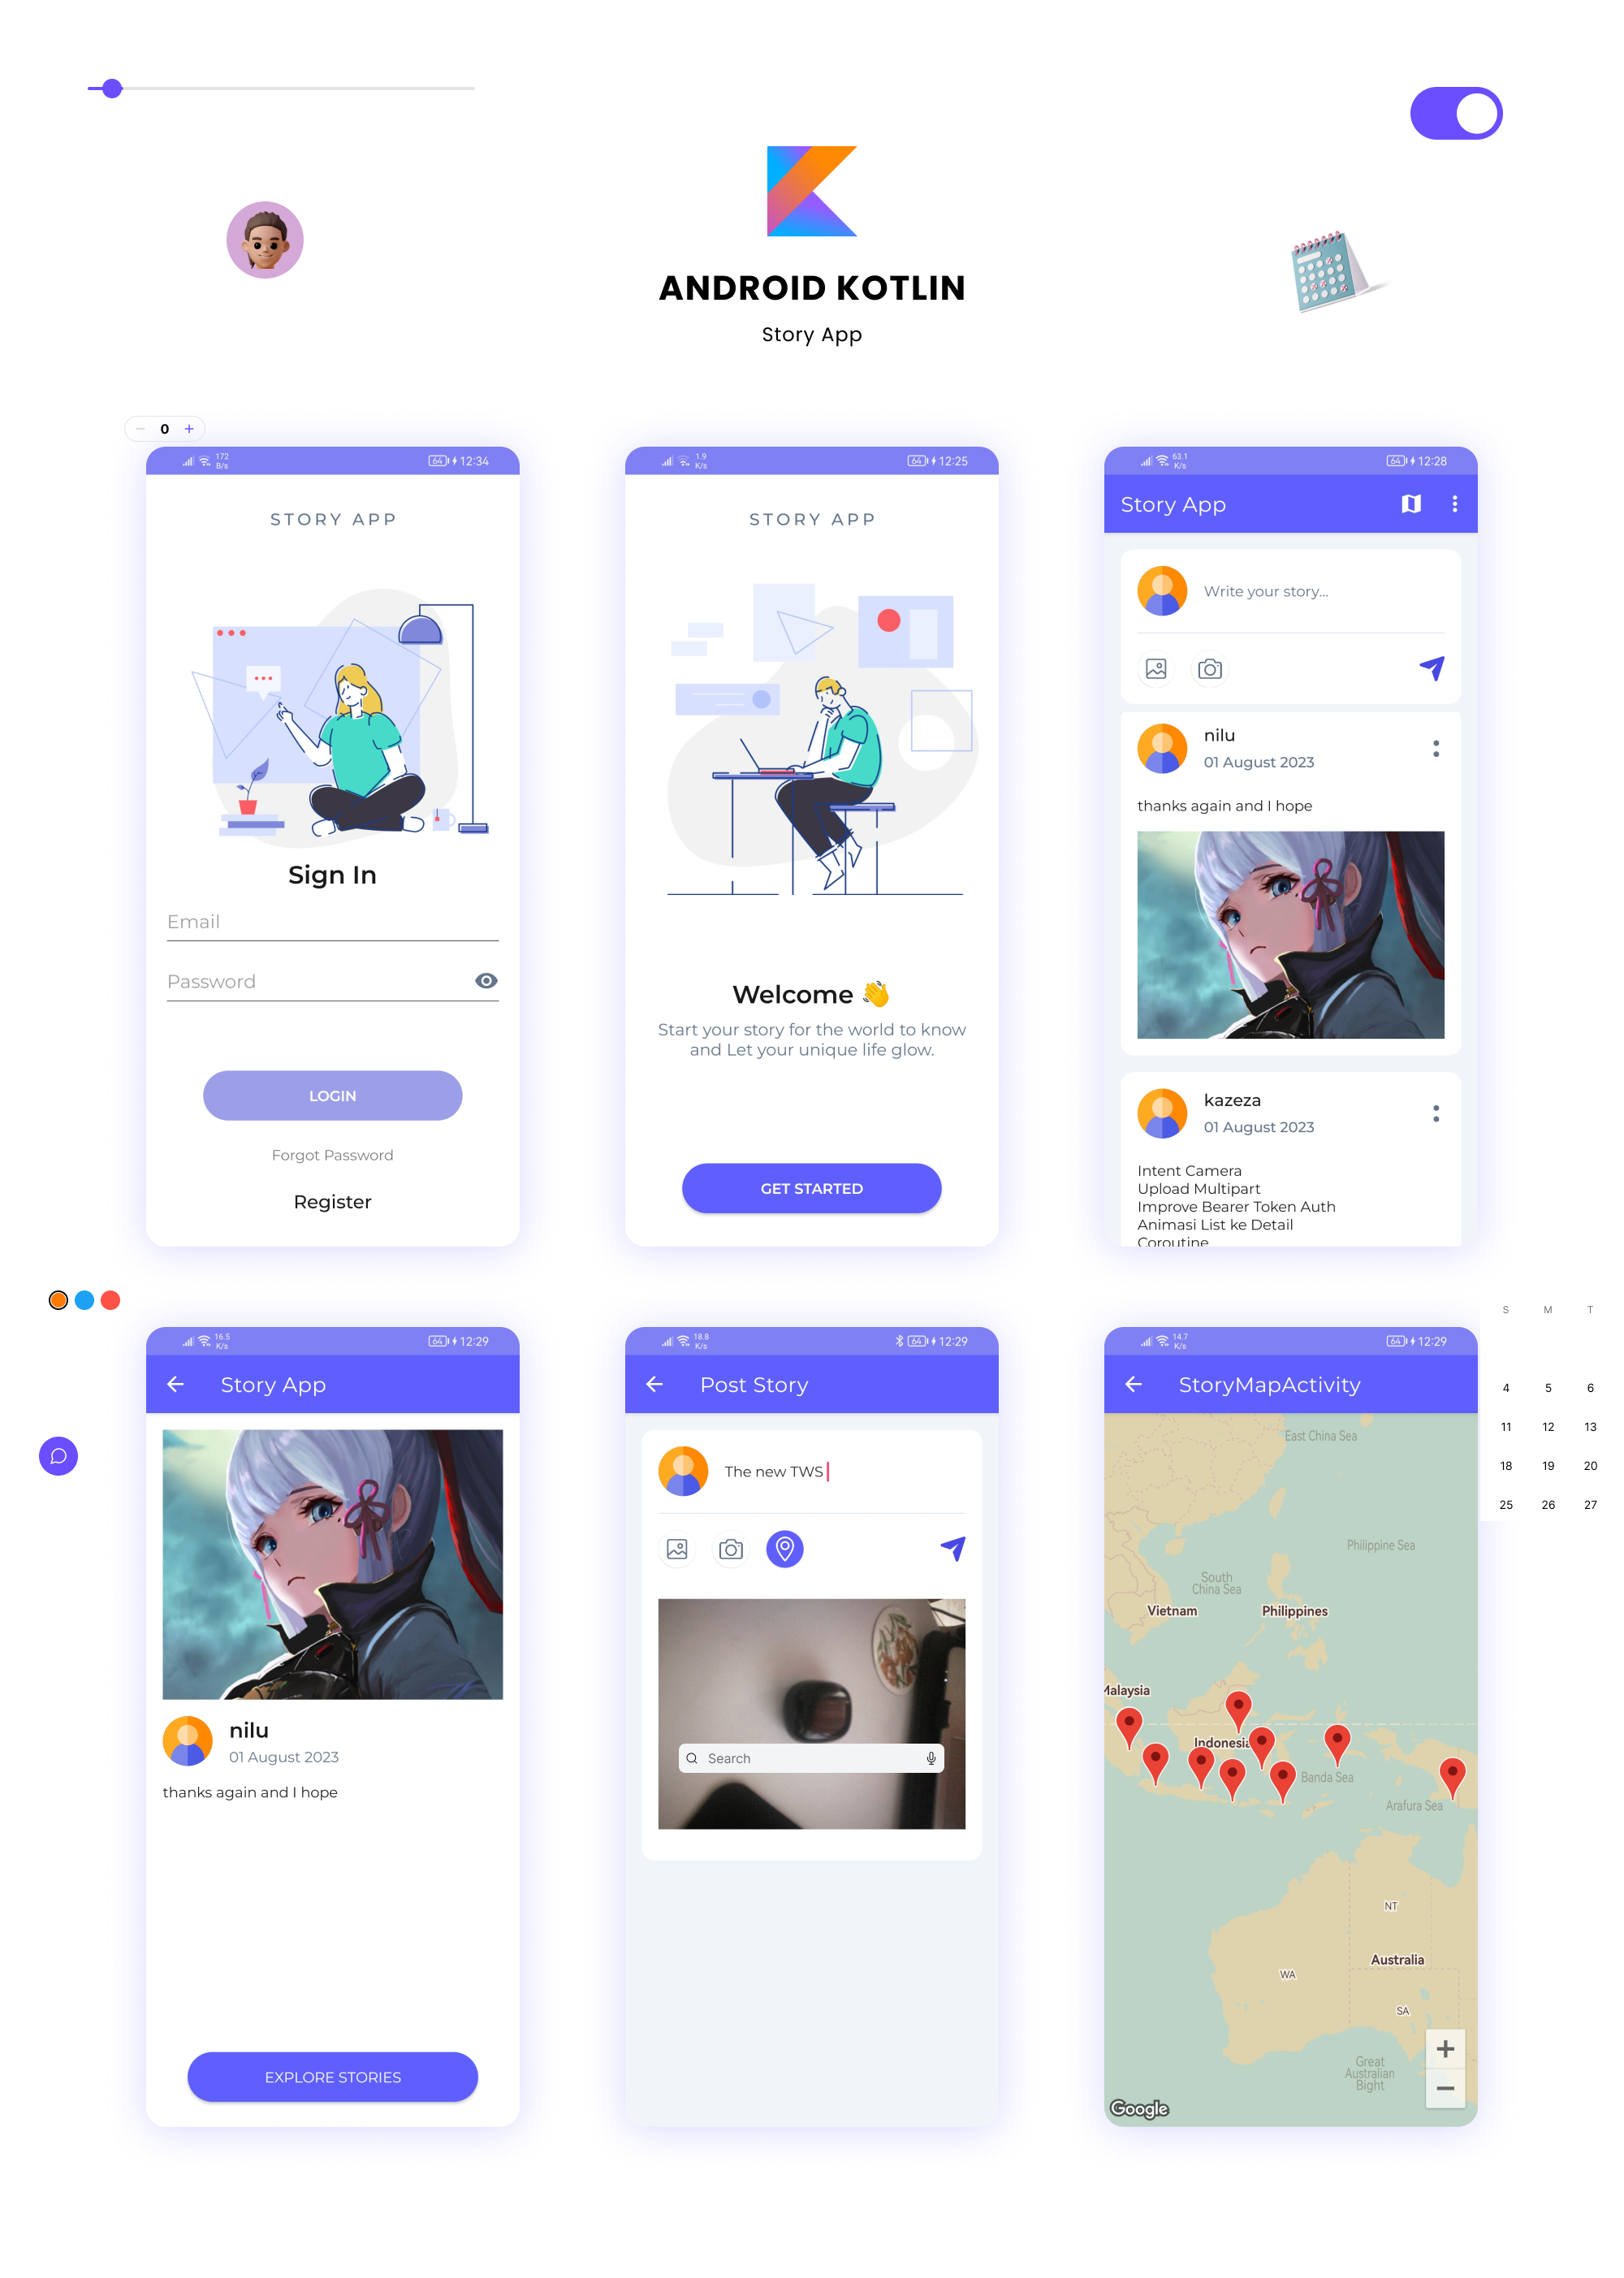 ANDROID KOTLIN
Story App
0
172
B/s
64
12:34
STORY APP
Sign In
Email
Password
LOGIN
Forgot Password
Register
1.9
K/s
64
12:25
STORY APP
Welcome 👋
Start your story for the world to know
and Let your unique life glow.
GET STARTED
63.1
K/s
64
12:28
Story App
Write your story...
nilu
01 August 2023
thanks again and I hope
kazeza
01 August 2023
Intent Camera
Upload Multipart
Improve Bearer Token Auth
Animasi List ke Detail
Coroutine
16.5
K/s
64
12:29
Story App
nilu
01 August 2023
thanks again and I hope
EXPLORE STORIES
18.8
K/s
64
12:29
Post Story
The new TWS
Search
14.7
K/s
64
12:29
StoryMapActivity
East China Sea
Philippine Sea
South
China Sea
Vietnam
Philippines
Malaysia
Indonesia
Banda Sea
Arafura Sea
NT
Australia
WA
SA
Great
Australian
Bight
Google
S M T
4 5 6
11 12 13
18 19 20
25 26 27